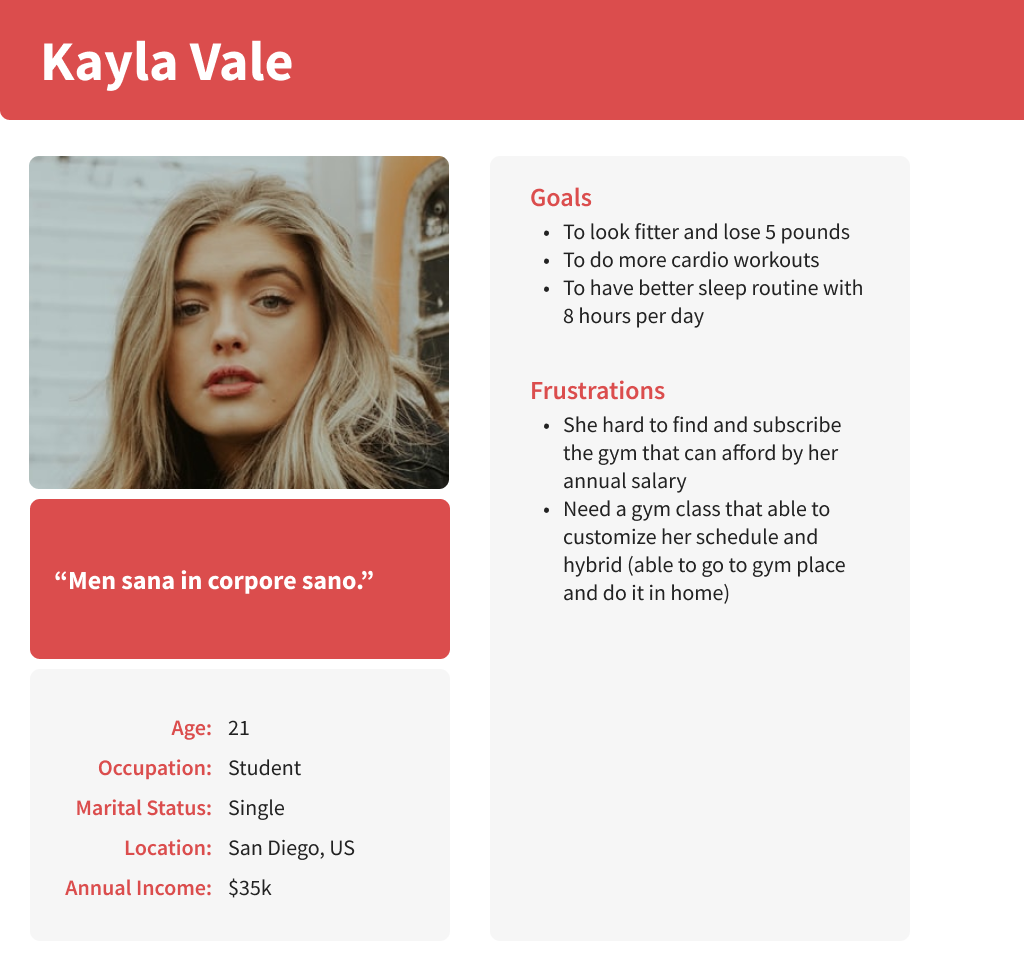 Kayla Vale
“Men sana in corpore sano.”
Age: 21
Occupation: Student
Marital Status: Single
Location: San Diego, US
Annual Income: $35k
Goals
• To look fitter and lose 5 pounds
• To do more cardio workouts
• To have better sleep routine with
8 hours per day
Frustrations
• She hard to find and subscribe
the gym that can afford by her
annual salary
• Need a gym class that able to
customize her schedule and
hybrid (able to go to gym place
and do it in home)